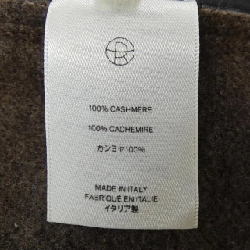 100% CASHMERE
100% CACHEMIRE
カシミヤ100%
MADE IN ITALY
FABRIQUÉ EN ITALIE
イタリア製